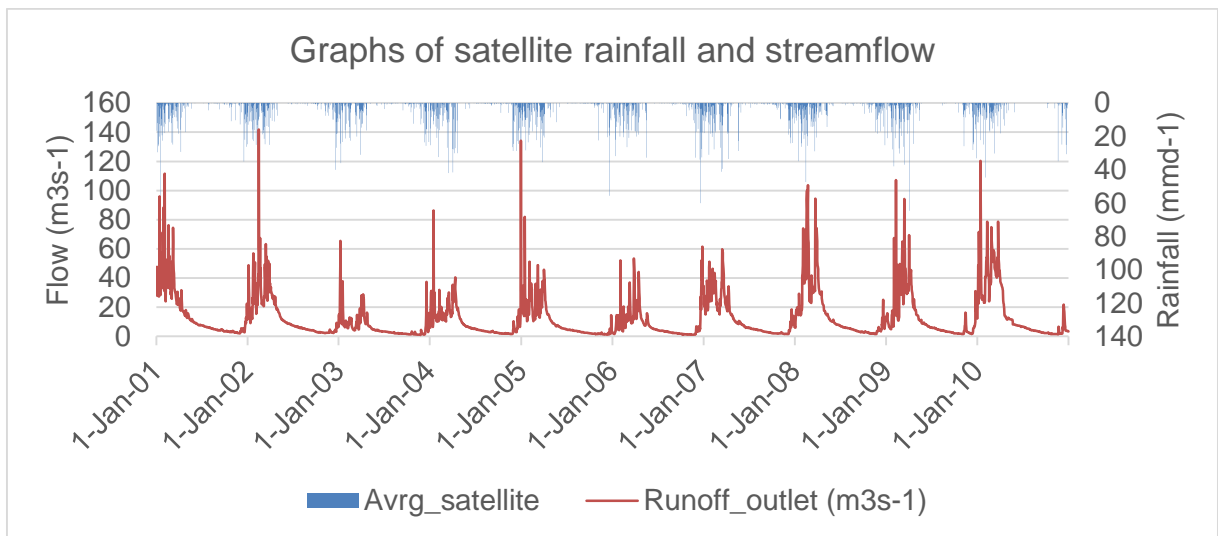 Graphs of satellite rainfall and streamflow
Flow (m3s-1)
160
140
120
100
80
60
40
20
0
0
20
40
60
80
100
120
140
Rainfall (mmd-1)
1-Jan-01
1-Jan-02
1-Jan-03
1-Jan-04
1-Jan-05
1-Jan-06
1-Jan-07
1-Jan-08
1-Jan-09
1-Jan-10
Avrg_satellite
Runoff_outlet (m3s-1)